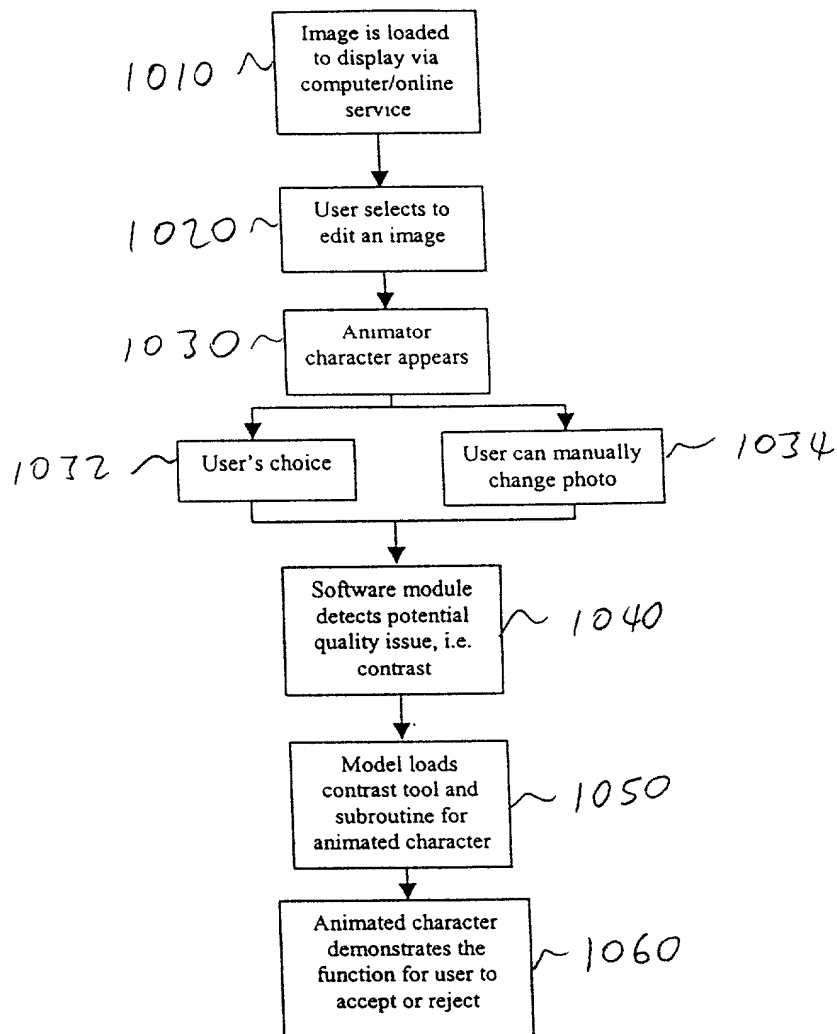 Image is loaded
to display via
computer/online
service
1010
User selects to
edit an image
1020
Animator
character appears
1030
User's choice
1032
User can manually
change photo
1034
Software module
detects potential
quality issue, i.e.
contrast
1040
Model loads
contrast tool and
subroutine for
animated character
1050
Animated character
demonstrates the
function for user to
accept or reject
1060